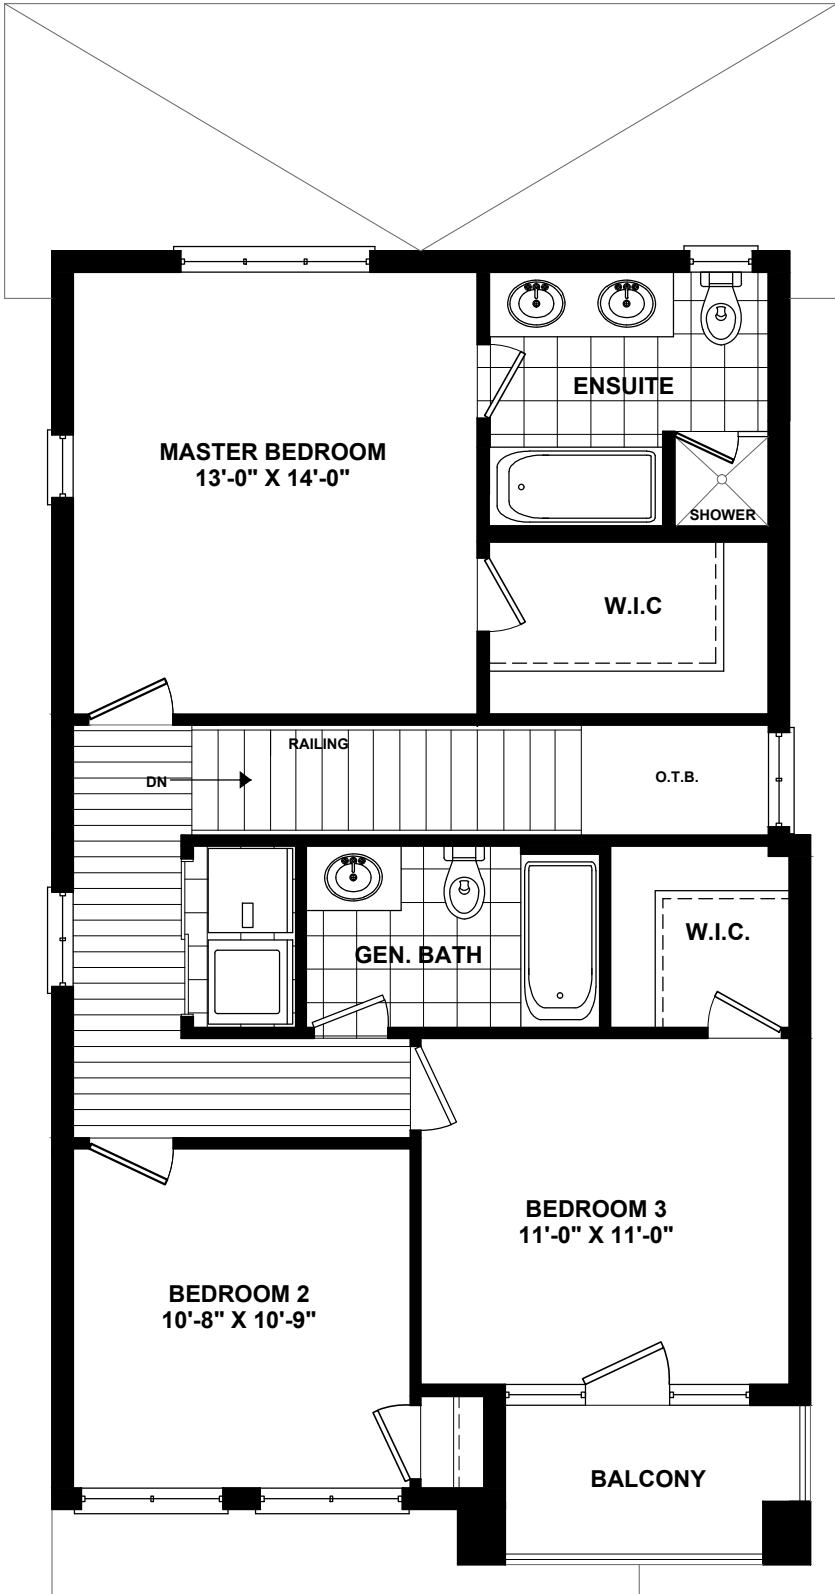 ENSUITE
MASTER BEDROOM
13'-0" X 14'-0"
SHOWER
W.I.C
RAILING
DN
O.T.B.
W.I.C.
GEN. BATH
BEDROOM 3
11'-0" X 11'-0"
BEDROOM 2
10'-8" X 10'-9"
BALCONY